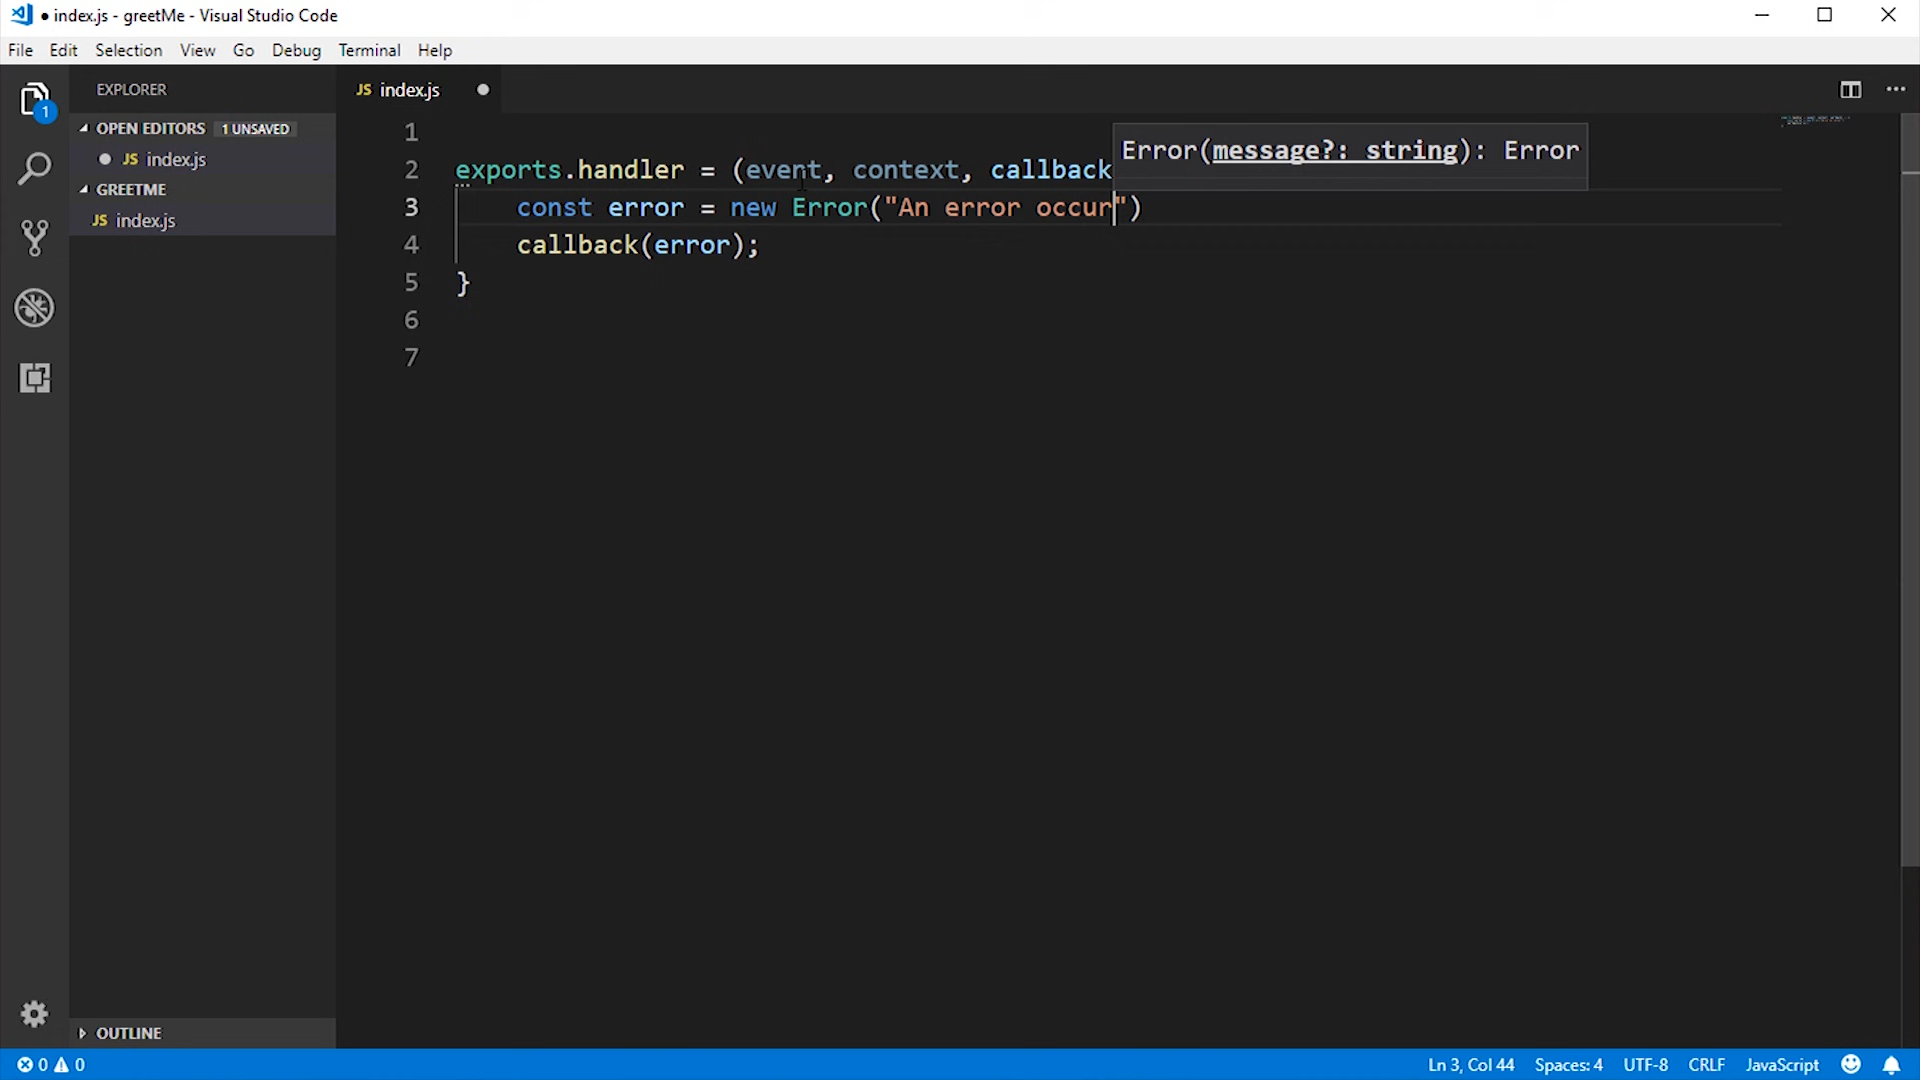 ● index.js - greetMe - Visual Studio Code
File Edit Selection View Go Debug Terminal Help
EXPLORER
JS index.js
1
OPEN EDITORS 1 UNSAVED
JS index.js
GREETME
JS index.js
1
2 exports.handler = (event, context, callback
Error(message?: string): Error
3 const error = new Error("An error occur")
4 callback(error);
5 }
6
7
OUTLINE
0 0
Ln 3, Col 44 Spaces: 4 UTF-8 CRLF JavaScript